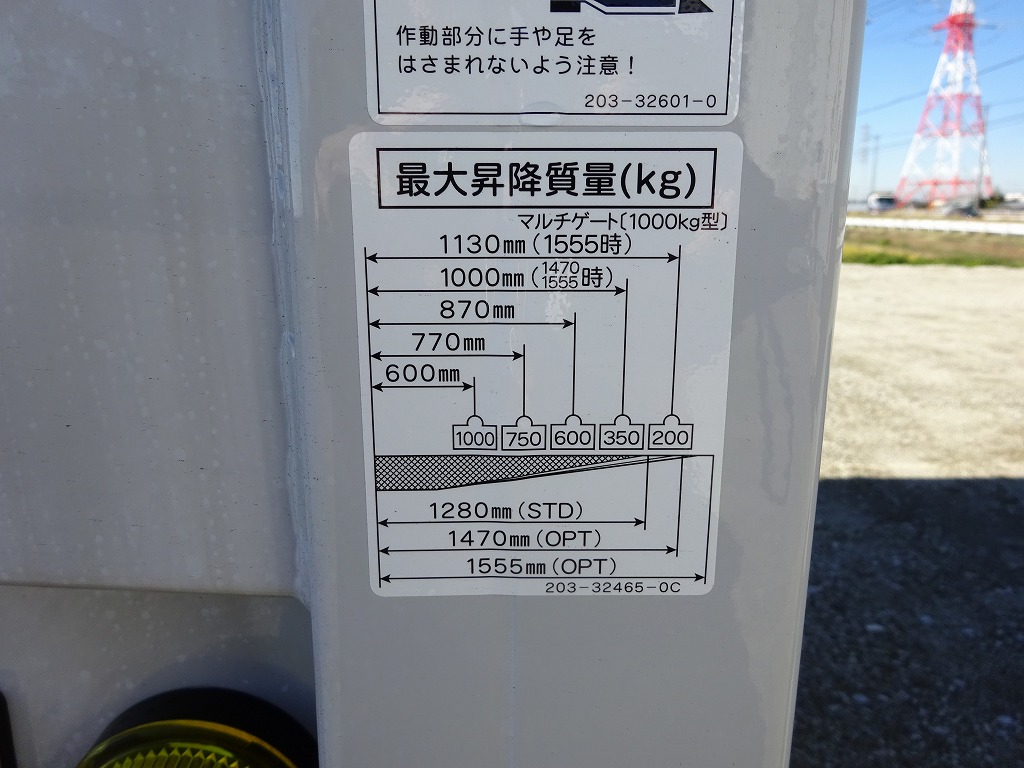 作動部分に手や足を
はさまれないよう注意!
203-32601-0
最大昇降質量(kg)
マルチゲート〔1000kg型〕
1130mm(1555時)
1000mm(1470/1555時)
870mm
770mm
600mm
1000 750 600 350 200
1280mm(STD)
1470mm(OPT)
1555mm(OPT)
203-32465-0C